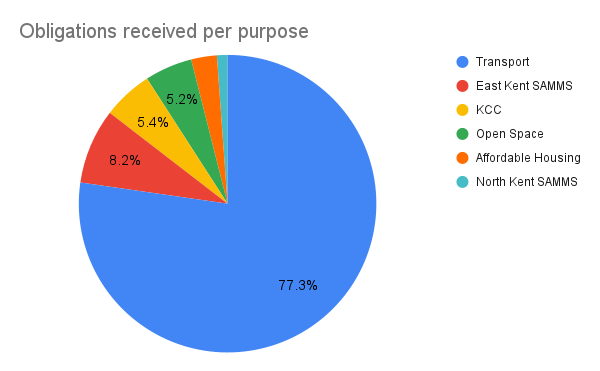 Obligations received per purpose
Transport
East Kent SAMMS
KCC
Open Space
Affordable Housing
North Kent SAMMS
5.2%
5.4%
8.2%
77.3%